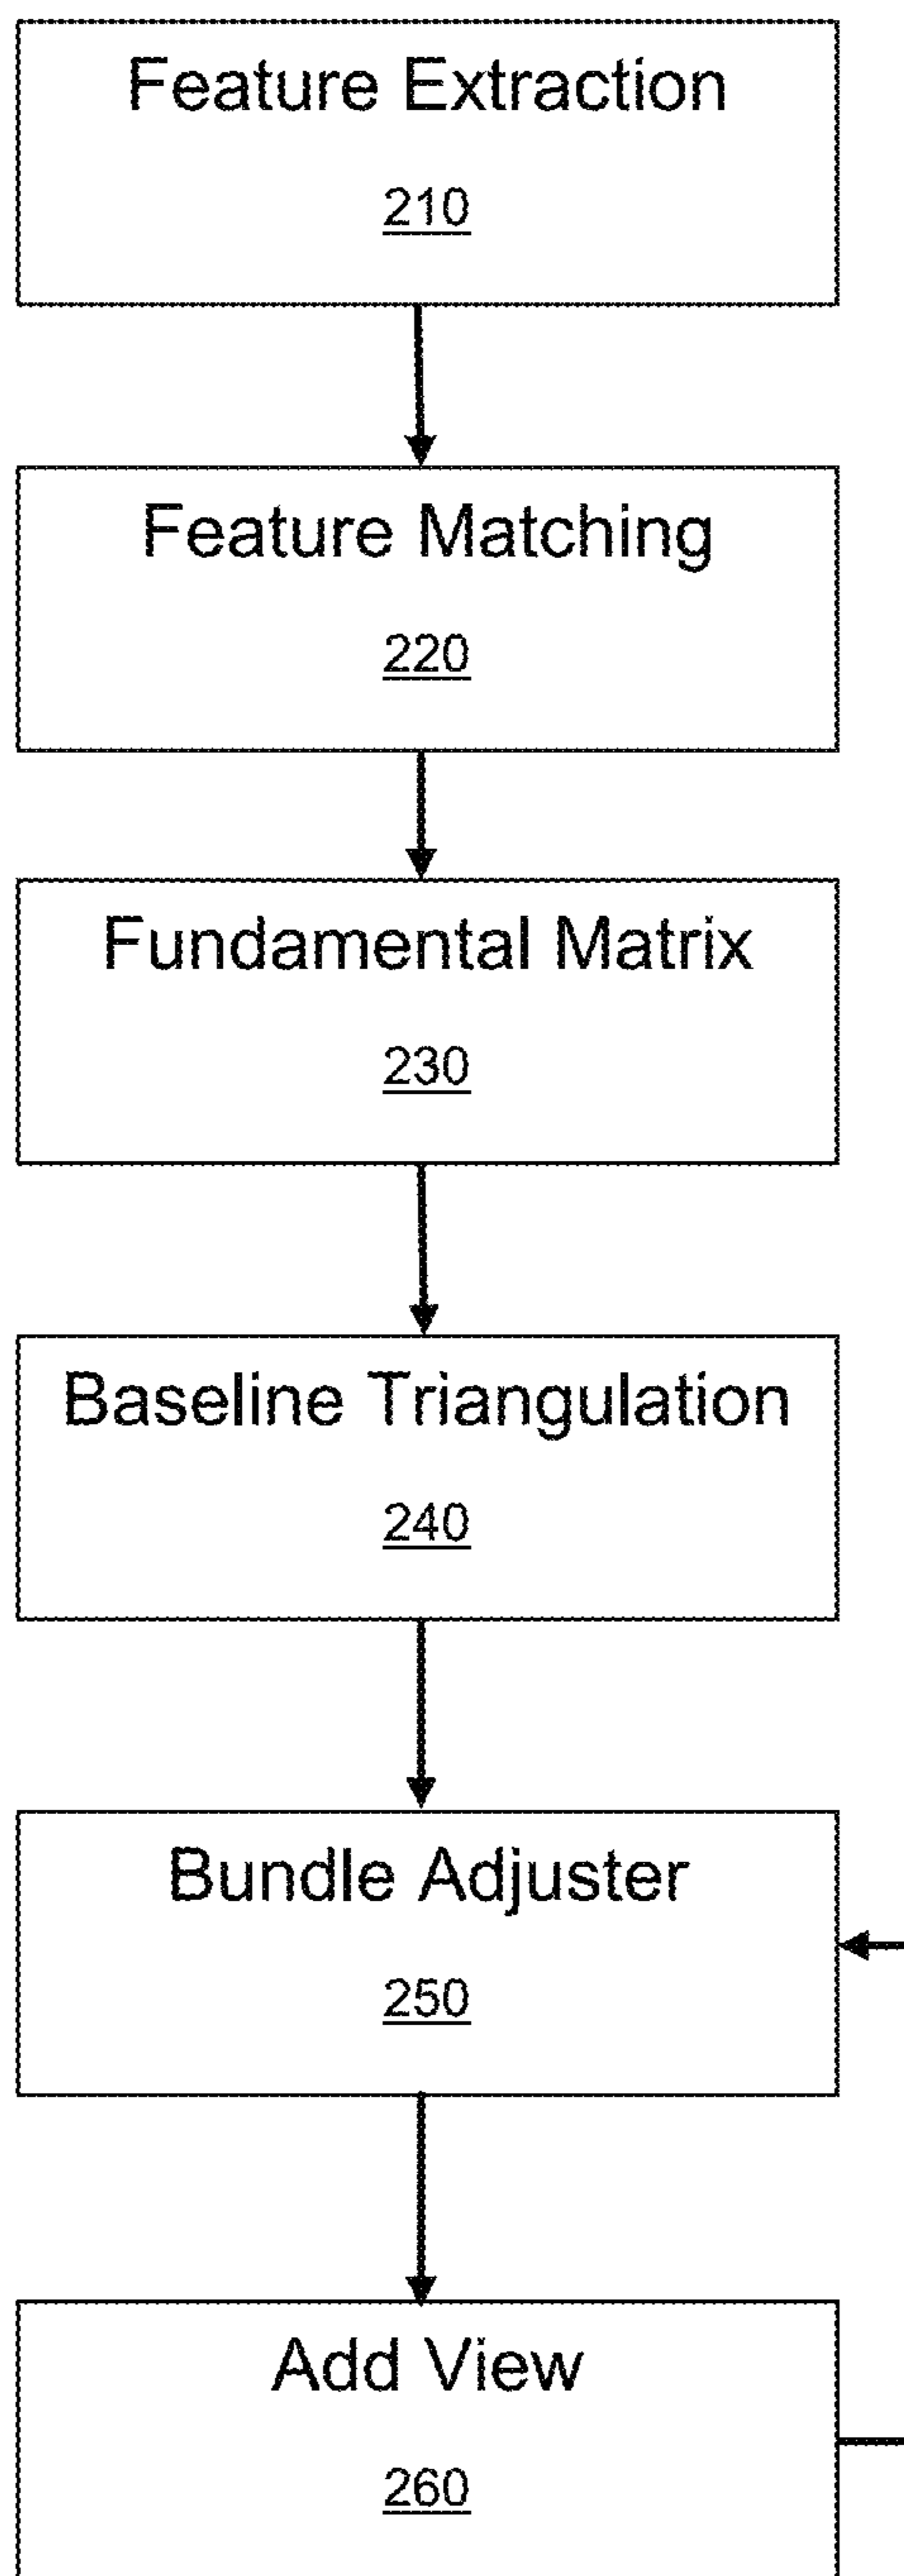 Feature Extraction
210
Feature Matching
220
Fundamental Matrix
230
Baseline Triangulation
240
Bundle Adjuster
250
Add View
260